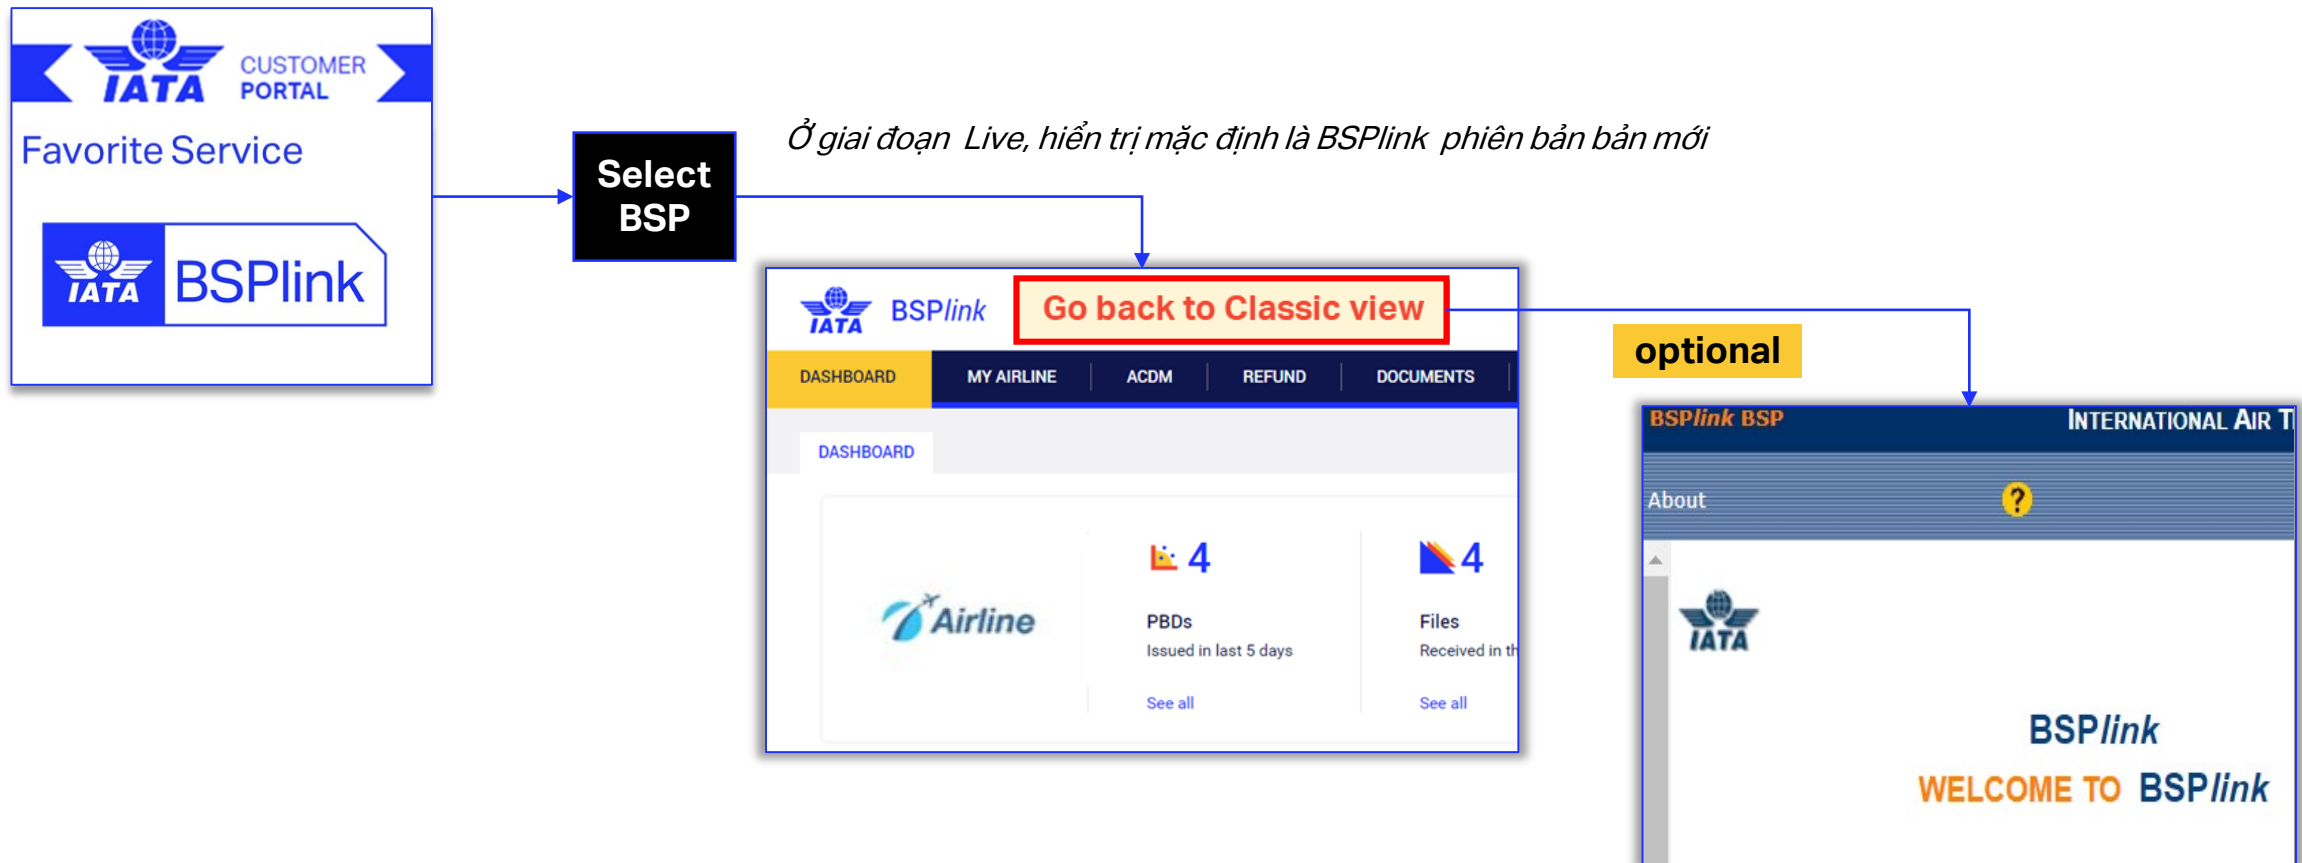 IATA
CUSTOMER
PORTAL
Favorite Service
IATA
BSPlink
Select
BSP
Ở giai đoạn Live, hiển trị mặc định là BSPlink phiên bản bản mới
IATA
BSPlink
Go back to Classic view
DASHBOARD MY AIRLINE ACDM REFUND DOCUMENTS
DASHBOARD
Airline
4
PBDs
Issued in last 5 days
See all
4
Files
Received in th
See all
optional
BSPlink BSP INTERNATIONAL AIR T
About ?
IATA
BSPlink
WELCOME TO BSPlink